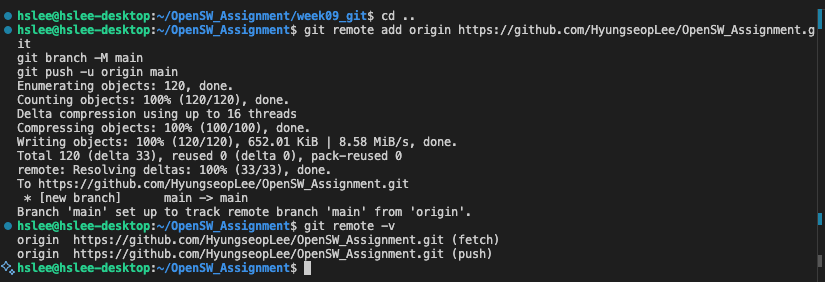 hslee@hslee-desktop:~/OpenSW_Assignment/week09_git$ cd ..
hslee@hslee-desktop:~/OpenSW_Assignment$ git remote add origin https://github.com/HyungseopLee/OpenSW_Assignment.g
it
git branch -M main
git push -u origin main
Enumerating objects: 120, done.
Counting objects: 100% (120/120), done.
Delta compression using up to 16 threads
Compressing objects: 100% (100/100), done.
Writing objects: 100% (120/120), 652.01 KiB | 8.58 MiB/s, done.
Total 120 (delta 33), reused 0 (delta 0), pack-reused 0
remote: Resolving deltas: 100% (33/33), done.
To https://github.com/HyungseopLee/OpenSW_Assignment.git
 * [new branch]      main -> main
Branch 'main' set up to track remote branch 'main' from 'origin'.
hslee@hslee-desktop:~/OpenSW_Assignment$ git remote -v
origin  https://github.com/HyungseopLee/OpenSW_Assignment.git (fetch)
origin  https://github.com/HyungseopLee/OpenSW_Assignment.git (push)
hslee@hslee-desktop:~/OpenSW_Assignment$